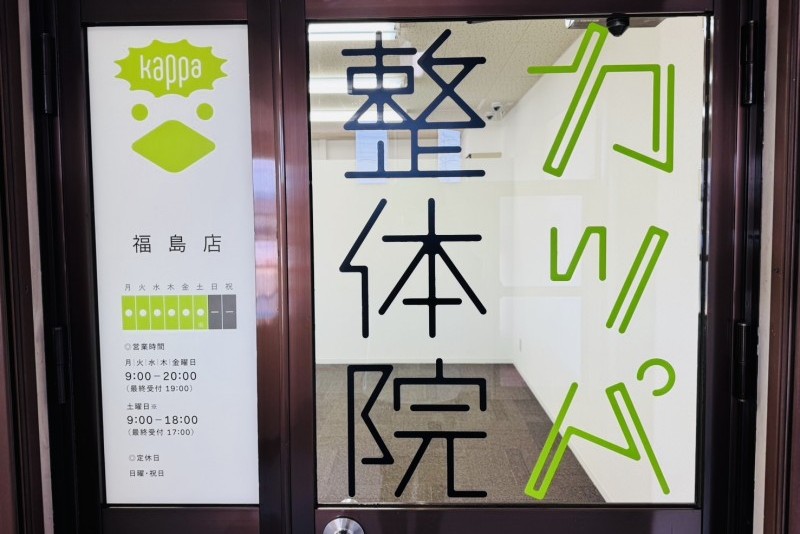 kappa
福島店
月火水木金土日祝
◎営業時間
月|火|水|木|金曜日
9:00－20:00
(最終受付 19:00)
土曜日※
9:00－18:00
(最終受付 17:00)
◎定休日
日曜・祝日
カッパ
整体院